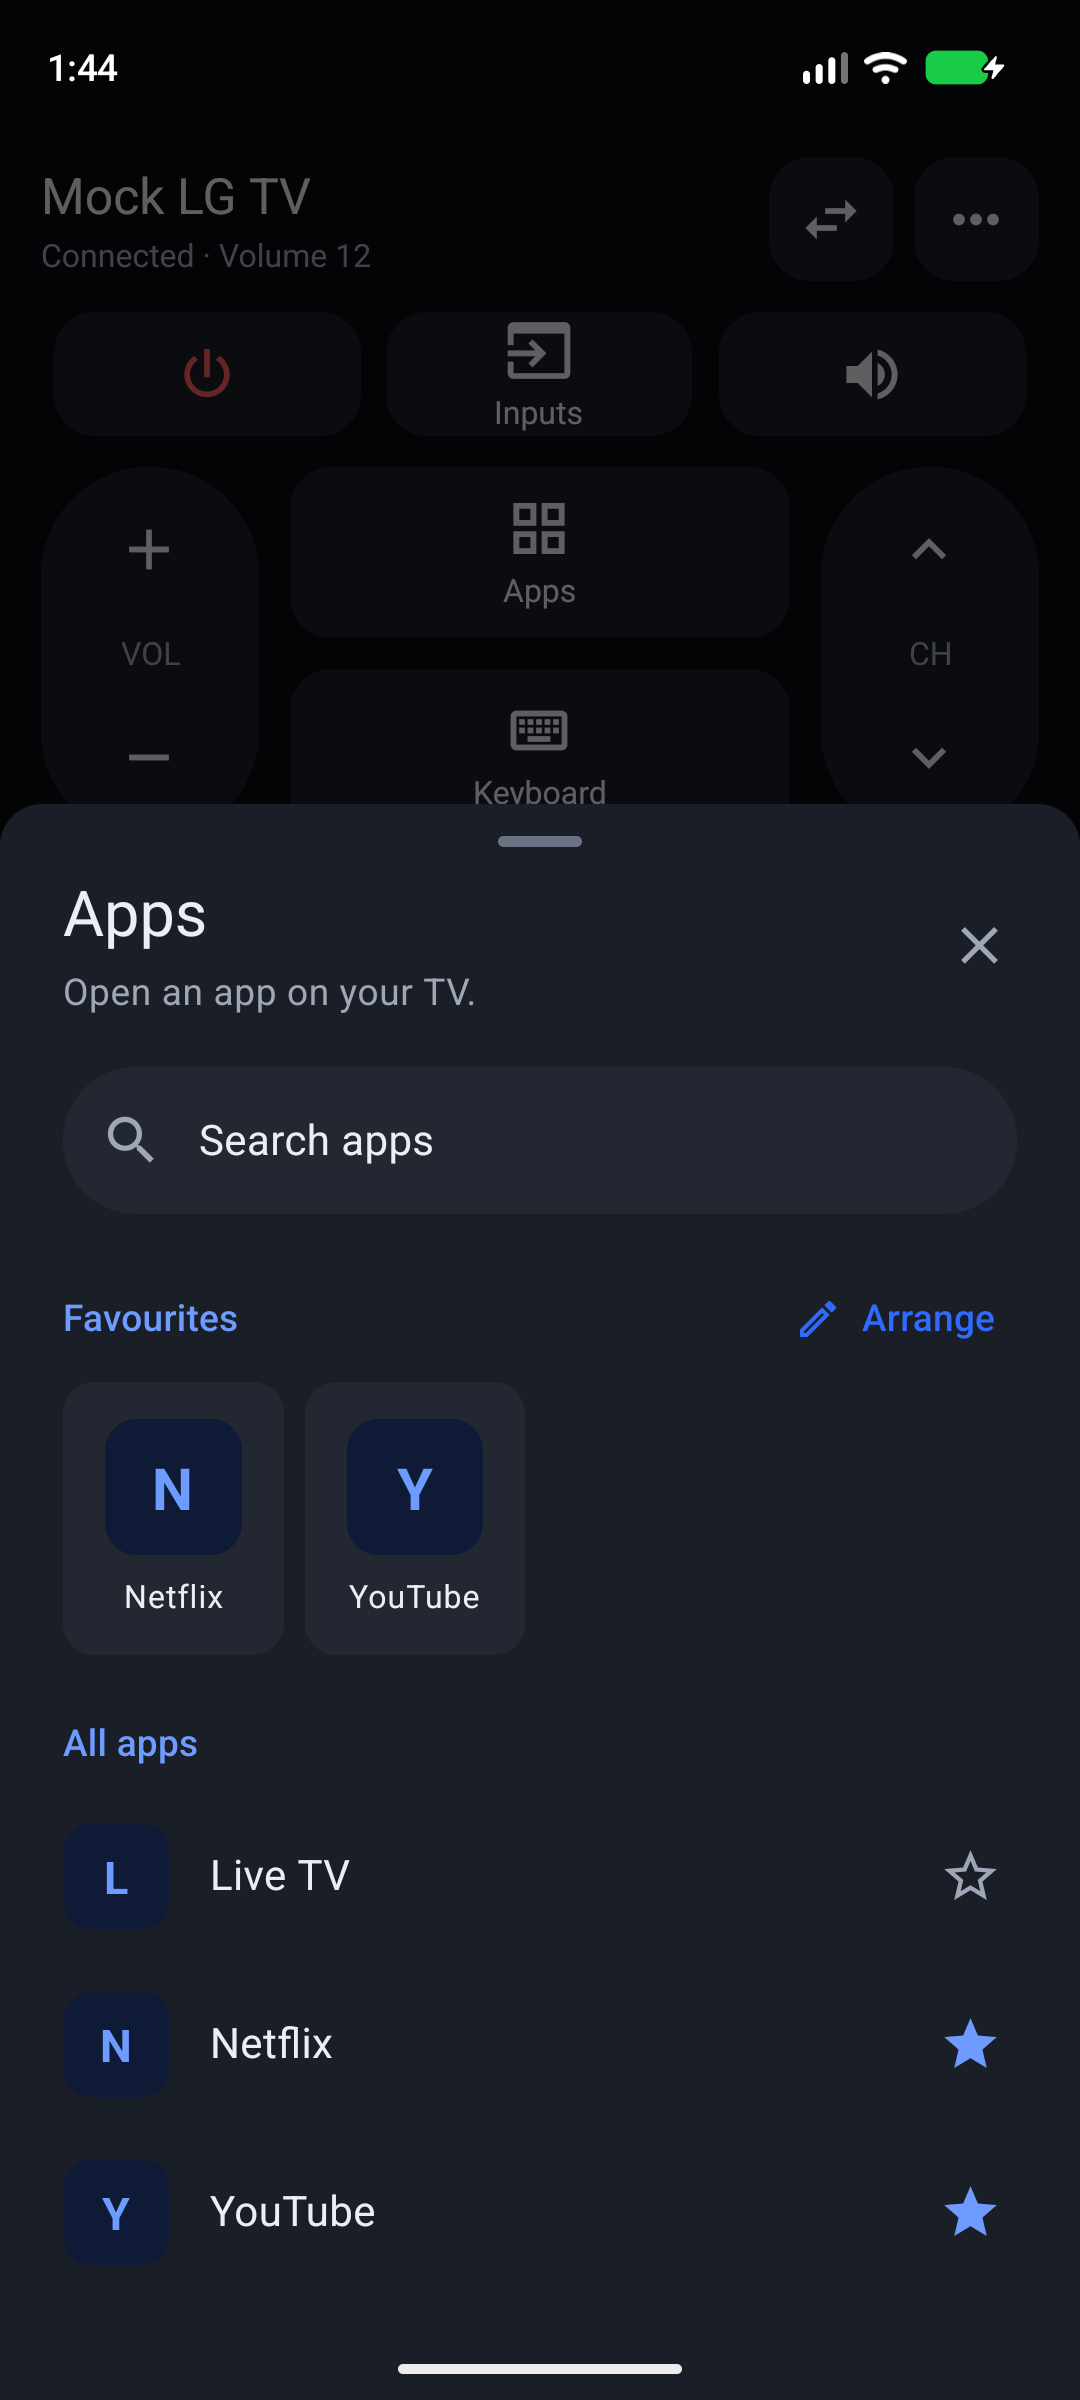 1:44
Mock LG TV
Connected · Volume 12
Inputs
Apps
VOL
CH
Keyboard
Apps
Open an app on your TV.
Search apps
Favourites
Arrange
N
Y
Netflix
YouTube
All apps
L
Live TV
N
Netflix
Y
YouTube